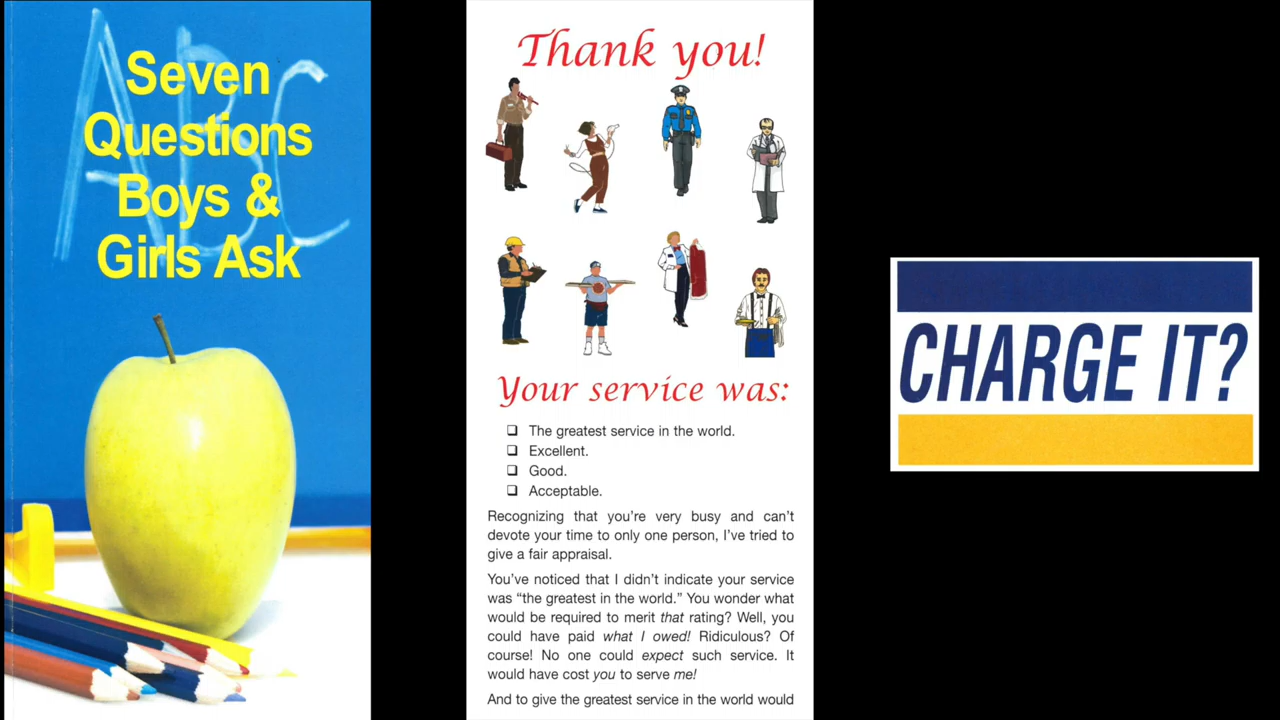 ABC
Seven
Questions
Boys &
Girls Ask
Thank you!
Your service was:
❑ The greatest service in the world.
❑ Excellent.
❑ Good.
❑ Acceptable.
Recognizing that you're very busy and can't
devote your time to only one person, I've tried to
give a fair appraisal.
You've noticed that I didn't indicate your service
was “the greatest in the world.” You wonder what
would be required to merit that rating? Well, you
could have paid what I owed! Ridiculous? Of
course! No one could expect such service. It
would have cost you to serve me!
And to give the greatest service in the world would
CHARGE IT?